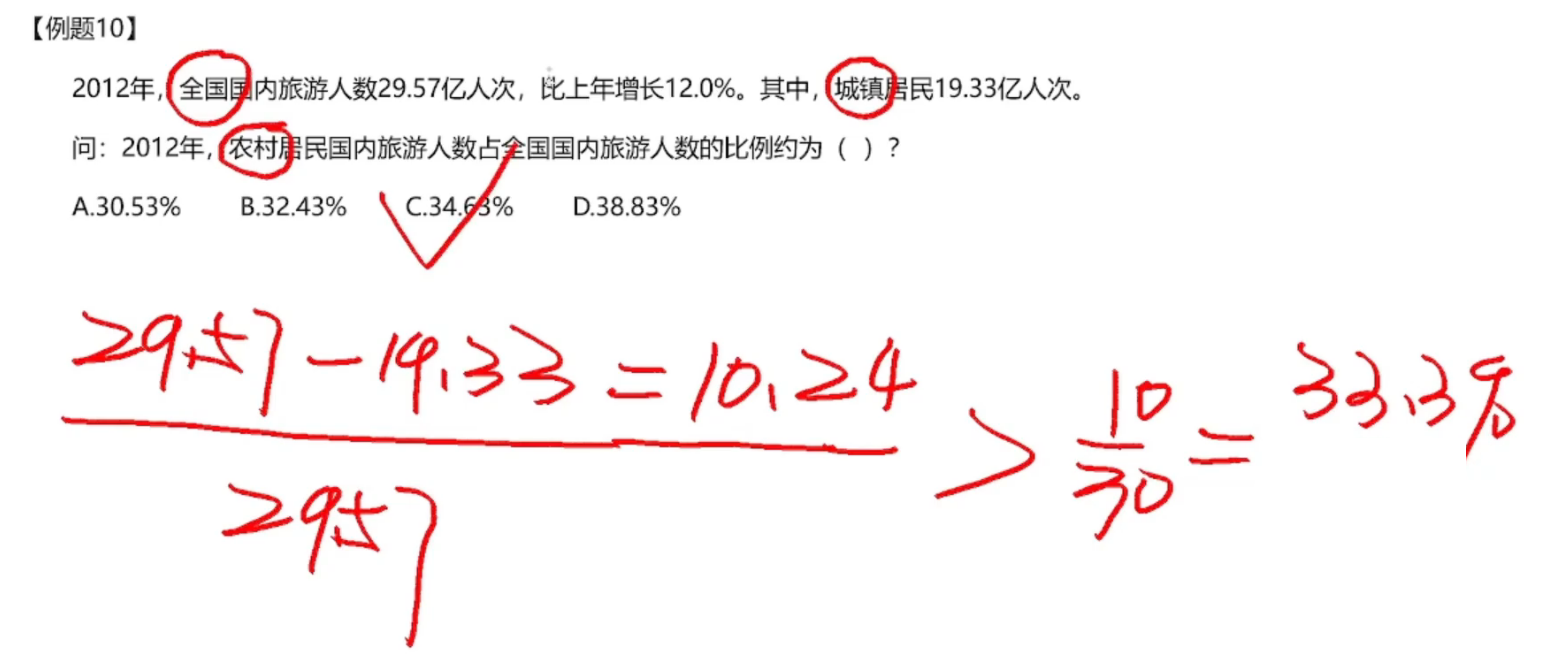 【例题10】
2012年，全国国内旅游人数29.57亿人次，比上年增长12.0%。其中，城镇居民19.33亿人次。
问：2012年，农村居民国内旅游人数占全国国内旅游人数的比例约为（ ）？
A.30.53% B.32.43% C.34.63% D.38.83%
29.57-19.33=10.24
29.57
> 10/30 = 33.3%